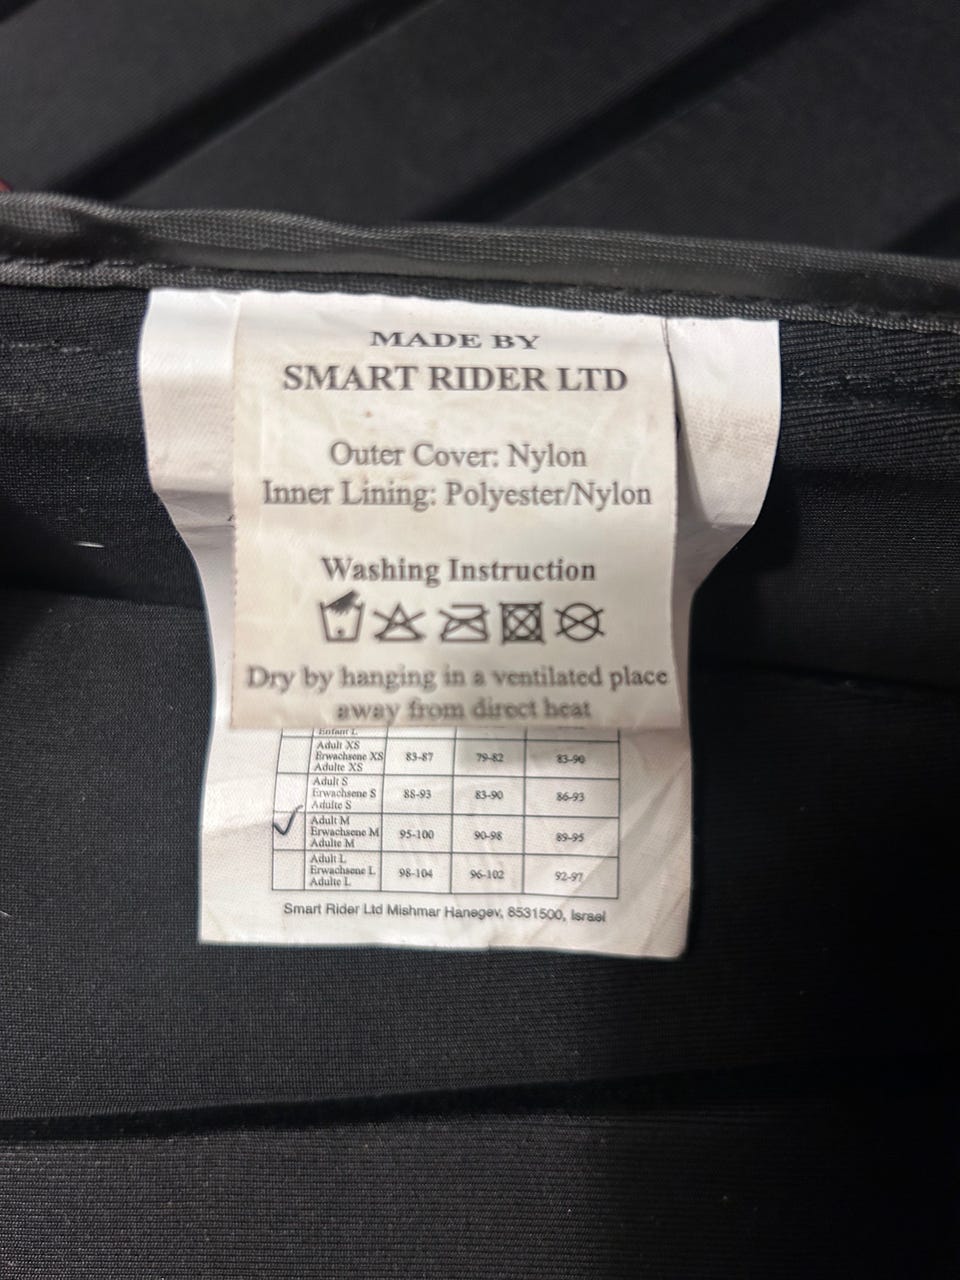 MADE BY
SMART RIDER LTD
Outer Cover: Nylon
Inner Lining: Polyester/Nylon
Washing Instruction
Dry by hanging in a ventilated place
away from direct heat
Enfant L
Adult XS
Erwachsene XS 83-87 79-82 83-90
Adulte XS
Adult S
Erwachsene S 88-93 83-90 86-93
Adulte S
Adult M
Erwachsene M 95-100 90-98 89-95
Adulte M
Adult L
Erwachsene L 98-104 96-102 92-97
Adulte L
Smart Rider Ltd Mishmar Hanegev, 8531500, Israel